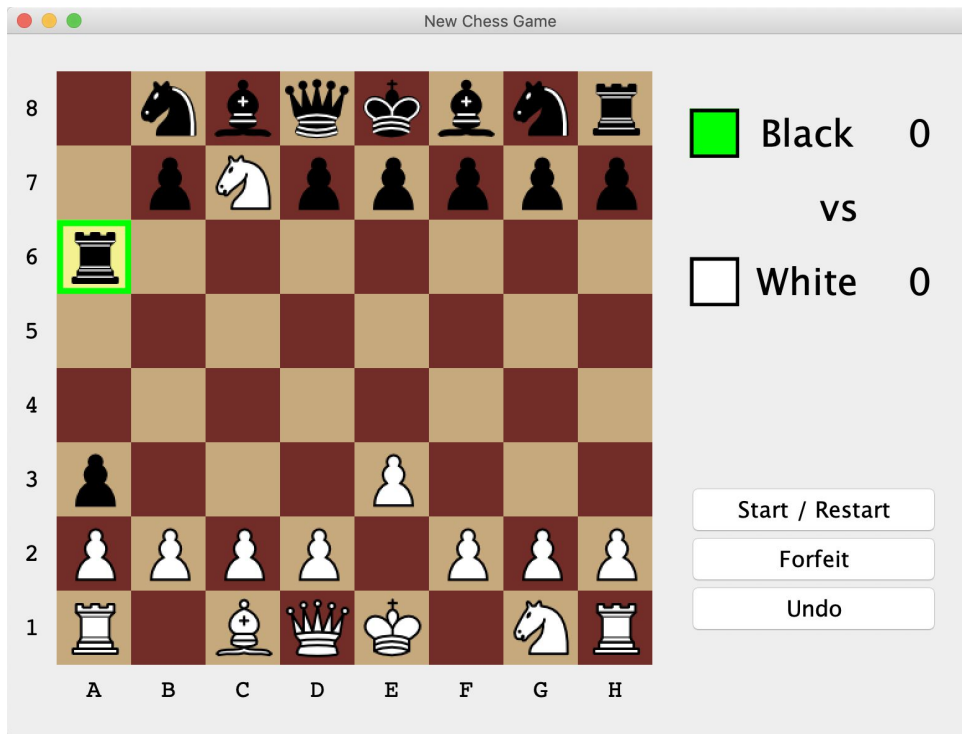 New Chess Game
8
Black 0
7
vs
6
White 0
5
4
3
Start / Restart
2
Forfeit
Undo
1
A B C D E F G H